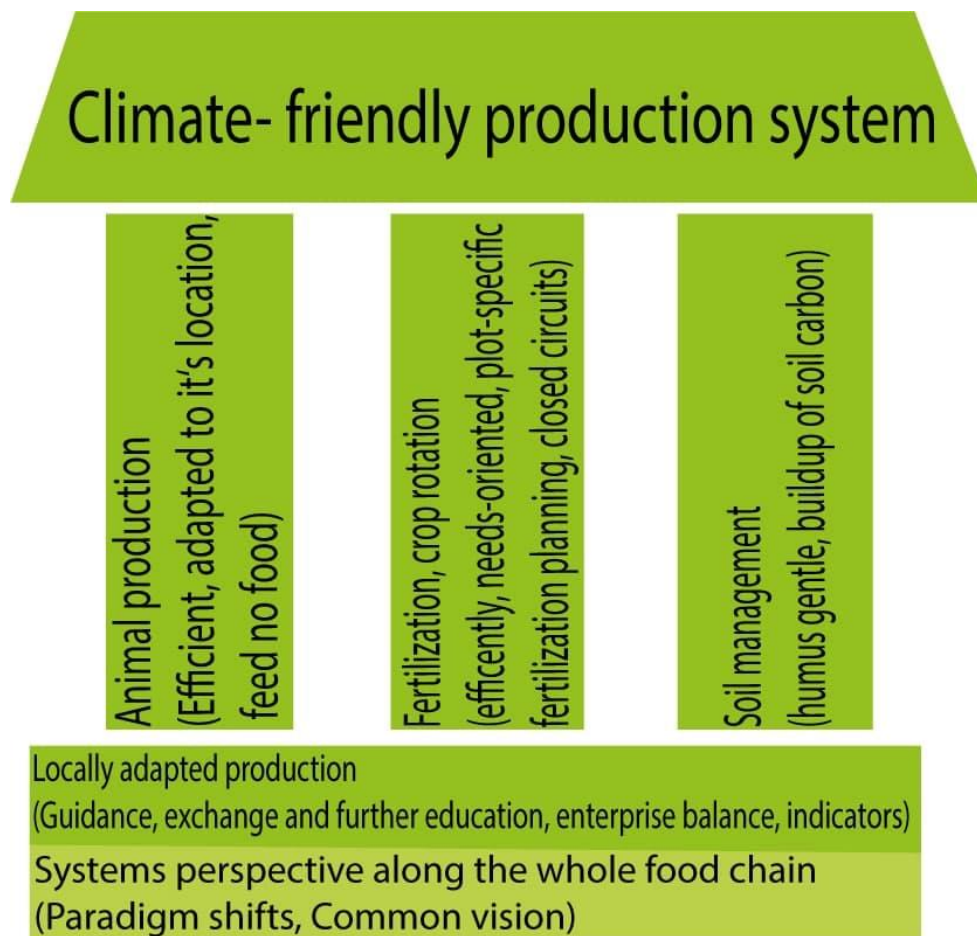 Climate- friendly production system
Animal production
(Efficient, adapted to it's location,
feed no food)
Fertilization, crop rotation
(efficently, needs-oriented, plot-specific
fertilization planning, closed circuits)
Soil management
(humus gentle, buildup of soil carbon)
Locally adapted production
(Guidance, exchange and further education, enterprise balance, indicators)
Systems perspective along the whole food chain
(Paradigm shifts, Common vision)